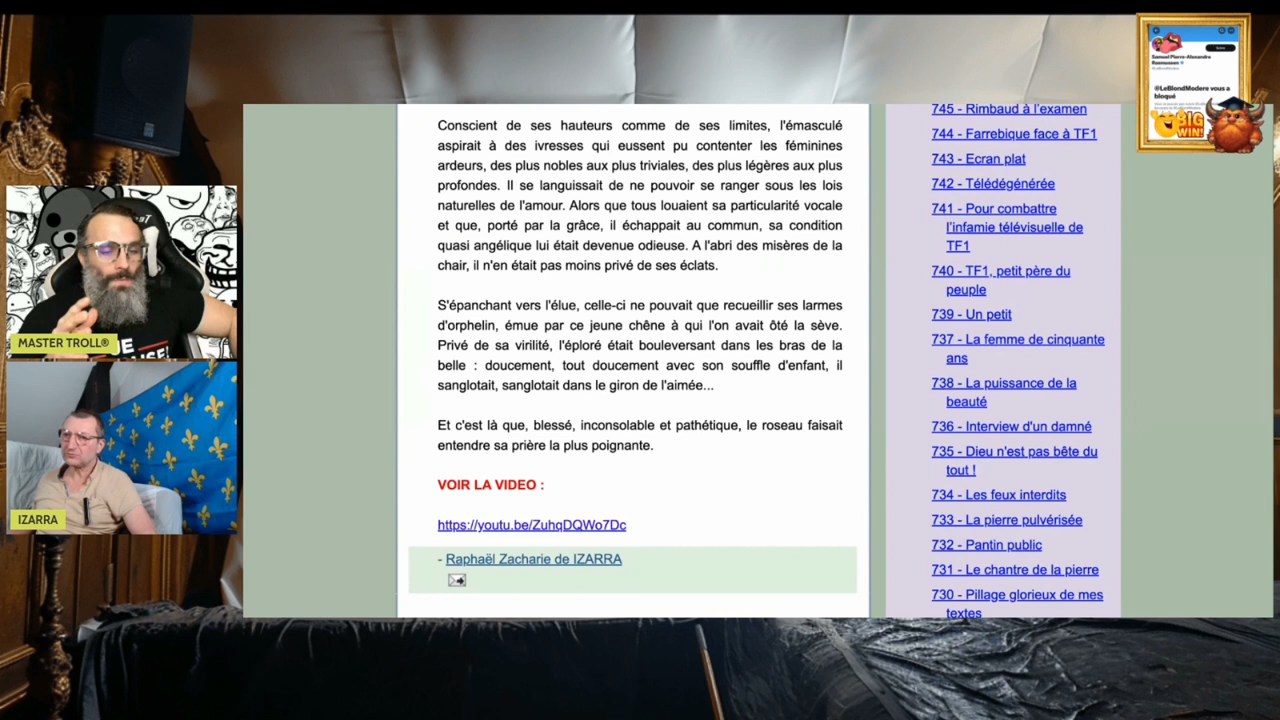 Samuel Pierre-Alexandre
Rasmussen
@LeBlondModere vous a
bloqué
BIG
WIN!
Conscient de ses hauteurs comme de ses limites, l'émasculé
aspirait à des ivresses qui eussent pu contenter les féminines
ardeurs, des plus nobles aux plus triviales, des plus légères aux plus
profondes. Il se languissait de ne pouvoir se ranger sous les lois
naturelles de l'amour. Alors que tous louaient sa particularité vocale
et que, porté par la grâce, il échappait au commun, sa condition
quasi angélique lui était devenue odieuse. A l'abri des misères de la
chair, il n'en était pas moins privé de ses éclats.
S'épanchant vers l'élue, celle-ci ne pouvait que recueillir ses larmes
d'orphelin, émue par ce jeune chêne à qui l'on avait ôté la sève.
Privé de sa virilité, l'éploré était bouleversant dans les bras de la
belle : doucement, tout doucement avec son souffle d'enfant, il
sanglotait, sanglotait dans le giron de l'aimée...
Et c'est là que, blessé, inconsolable et pathétique, le roseau faisait
entendre sa prière la plus poignante.
VOIR LA VIDEO :
https://youtu.be/ZuhqDQWo7Dc
- Raphaël Zacharie de IZARRA
745 - Rimbaud à l'examen
744 - Farrebique face à TF1
743 - Ecran plat
742 - Télédégénérée
741 - Pour combattre
l'infamie télévisuelle de
TF1
740 - TF1, petit père du
peuple
739 - Un petit
737 - La femme de cinquante
ans
738 - La puissance de la
beauté
736 - Interview d'un damné
735 - Dieu n'est pas bête du
tout !
734 - Les feux interdits
733 - La pierre pulvérisée
732 - Pantin public
731 - Le chantre de la pierre
730 - Pillage glorieux de mes
textes
MASTER TROLL®
IZARRA